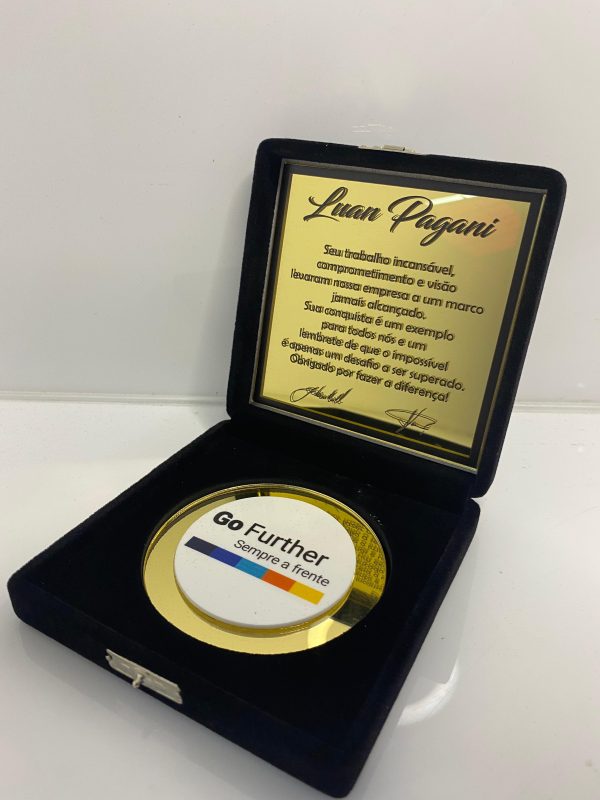 Luan Pagani
Seu trabalho incansável,
comprometimento e visão
levaram nossa empresa a um marco
jamais alcançado.
Sua conquista é um exemplo
para todos nós e um
lembrete de que o impossível
é apenas um desafio a ser superado.
Obrigado por fazer a diferença!
Go Further
Sempre a frente